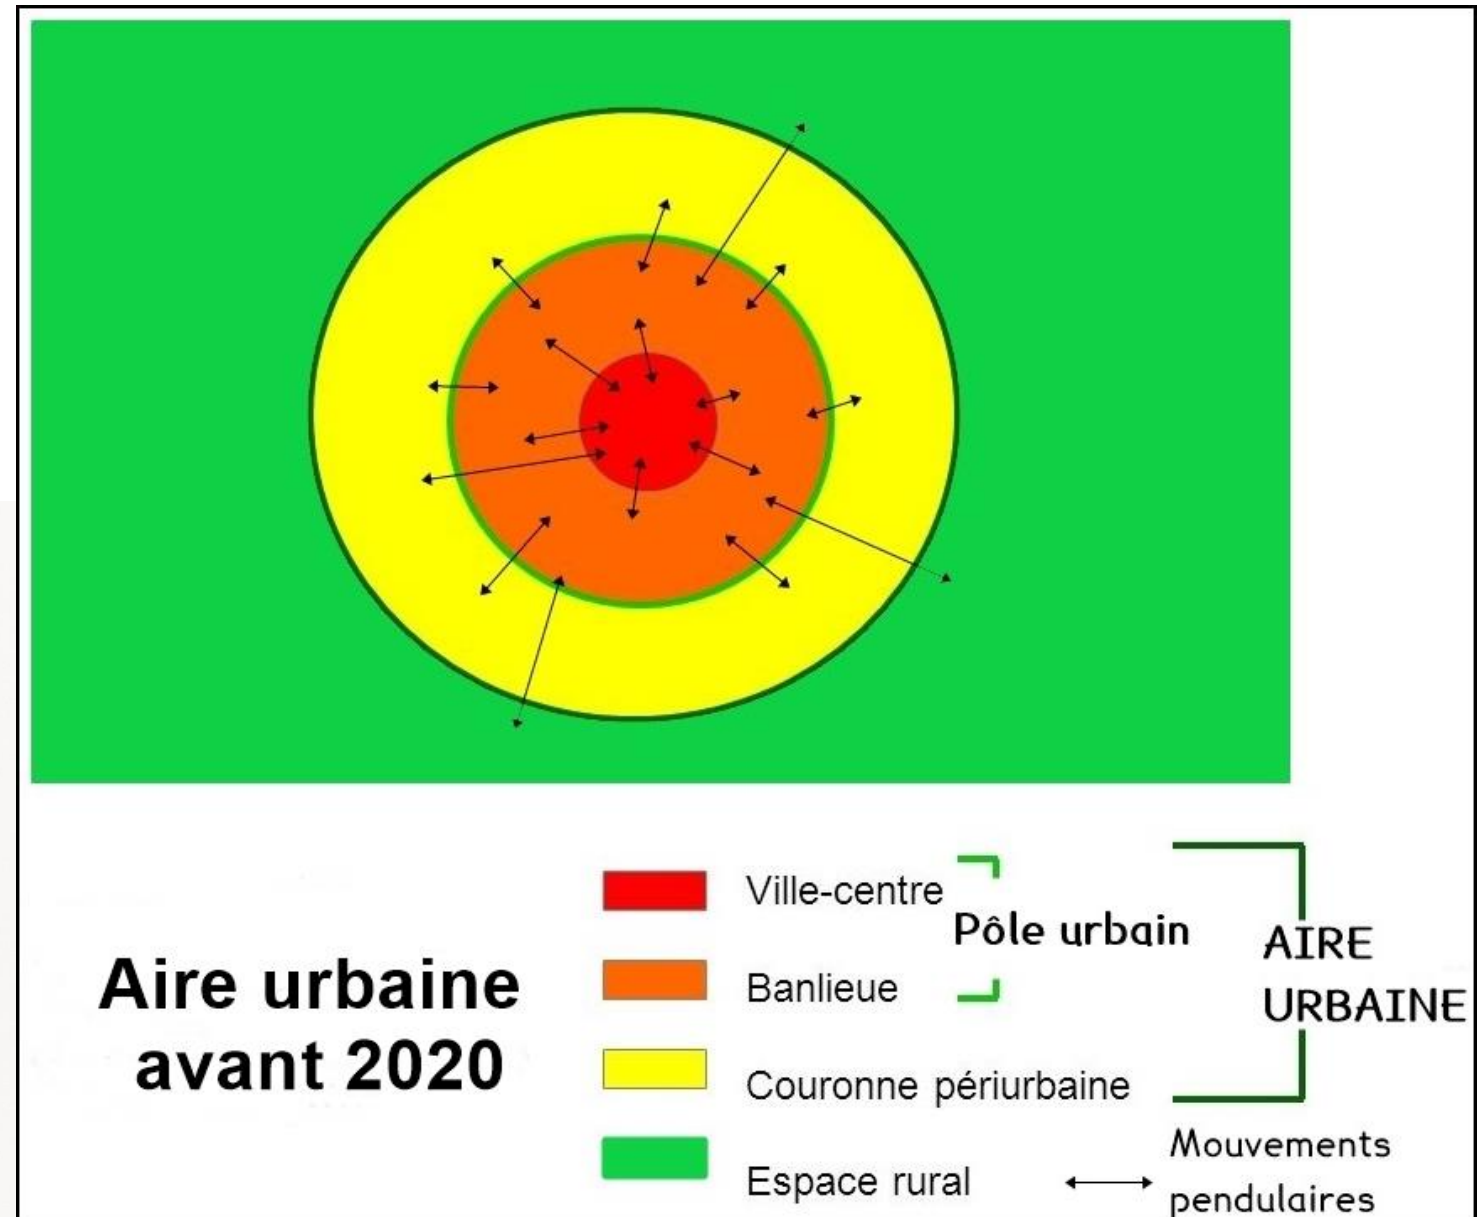 Aire urbaine
avant 2020
Ville-centre
Banlieue
Couronne périurbaine
Espace rural
Pôle urbain
AIRE
URBAINE
Mouvements
pendulaires